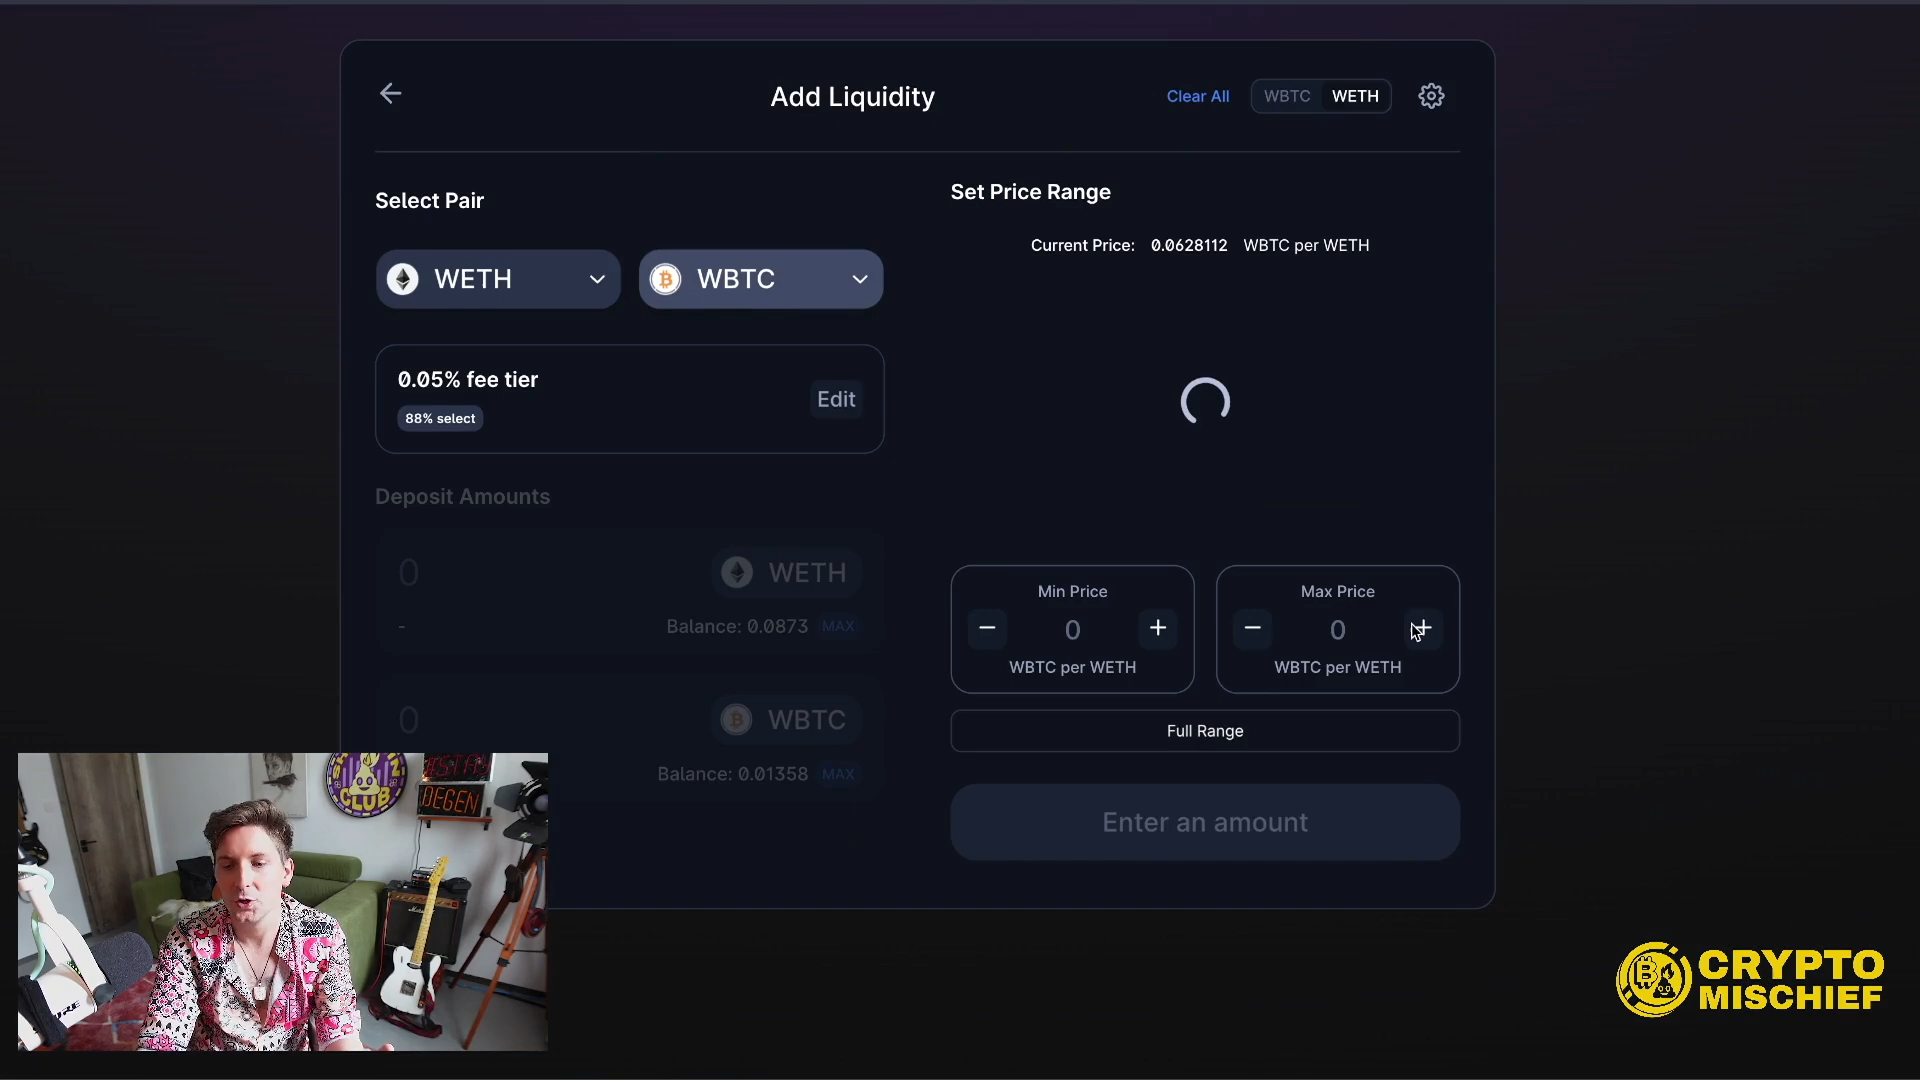 Add Liquidity
Clear All
WBTC WETH
Select Pair
WETH
WBTC
0.05% fee tier
88% select
Edit
Deposit Amounts
0
WETH
-
Balance: 0.0873 MAX
0
WBTC
Balance: 0.01358 MAX
Set Price Range
Current Price: 0.0628112 WBTC per WETH
Min Price
0
WBTC per WETH
Max Price
0
WBTC per WETH
Full Range
Enter an amount
CLUB
DEGEN
Marshall
CRYPTO
MISCHIEF